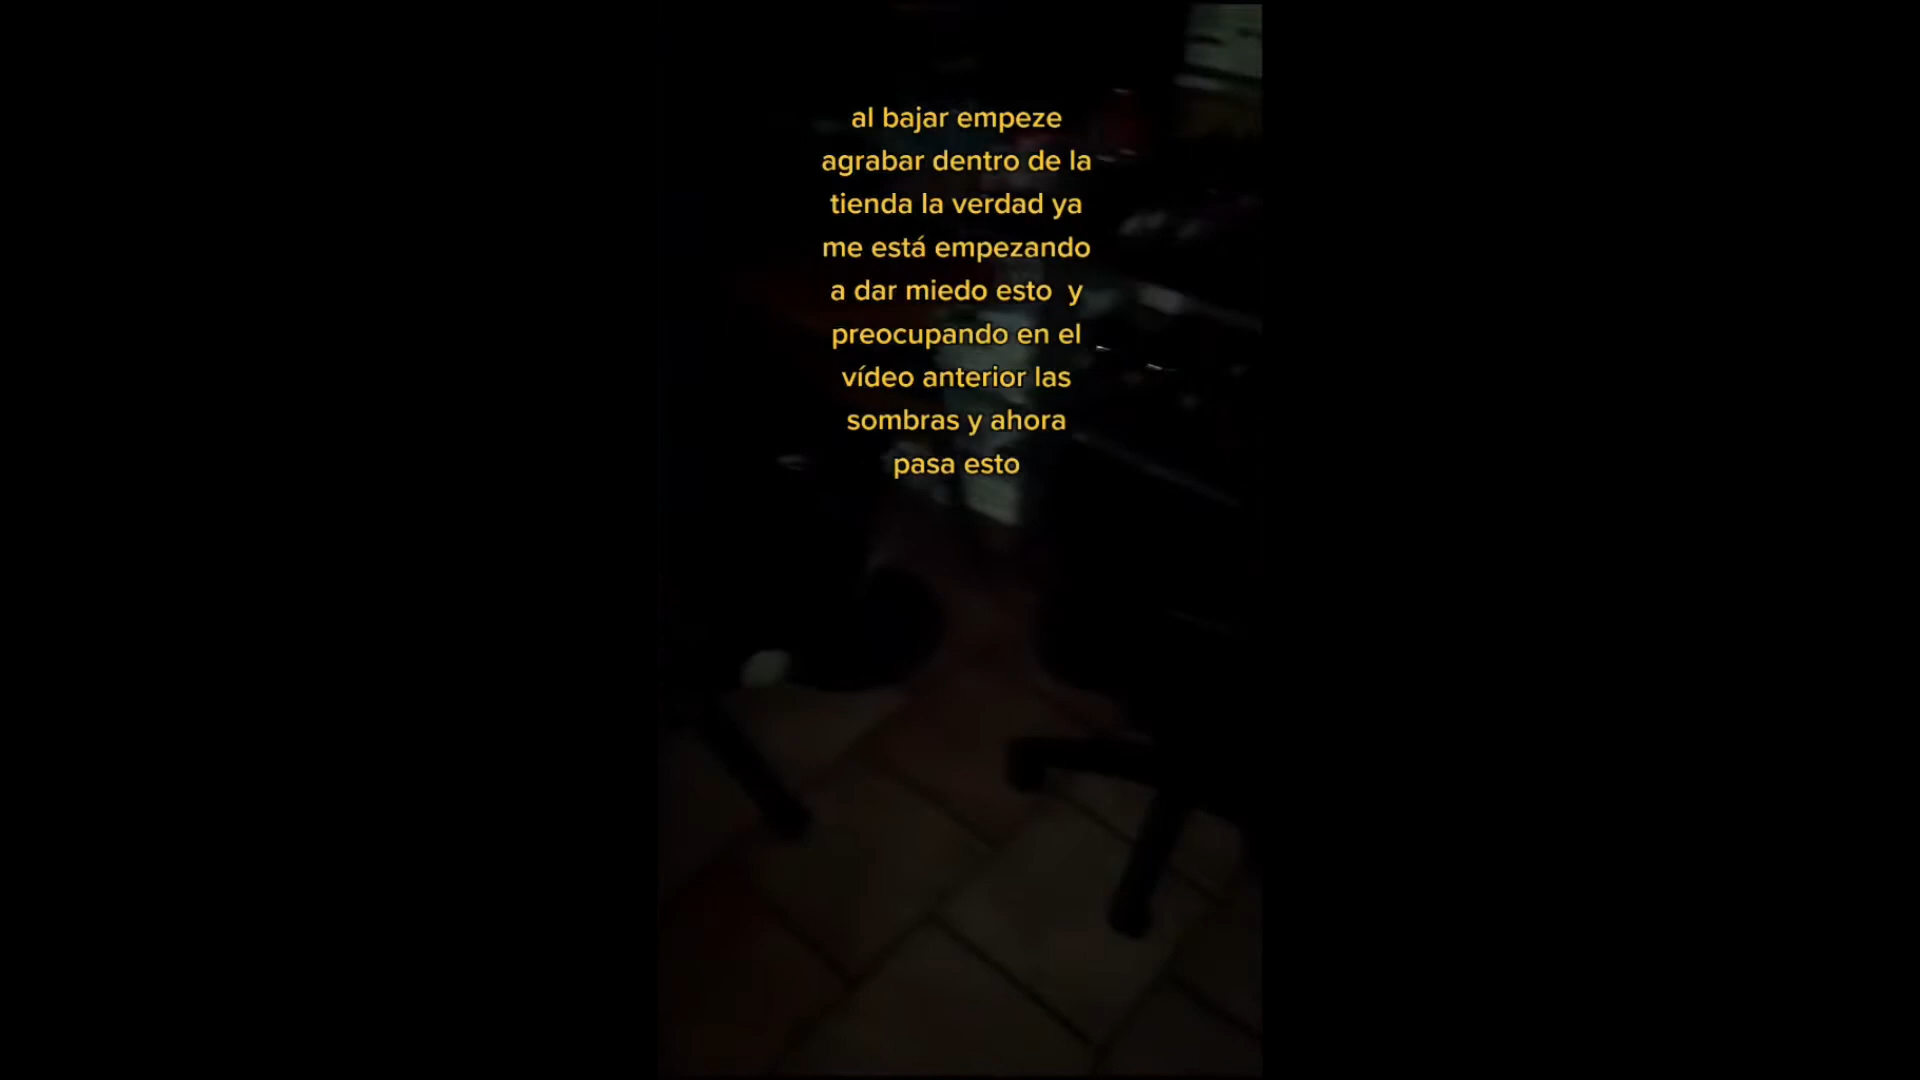 al bajar empeze
agrabar dentro de la
tienda la verdad ya
me está empezando
a dar miedo esto  y
preocupando en el
vídeo anterior las
sombras y ahora
pasa esto